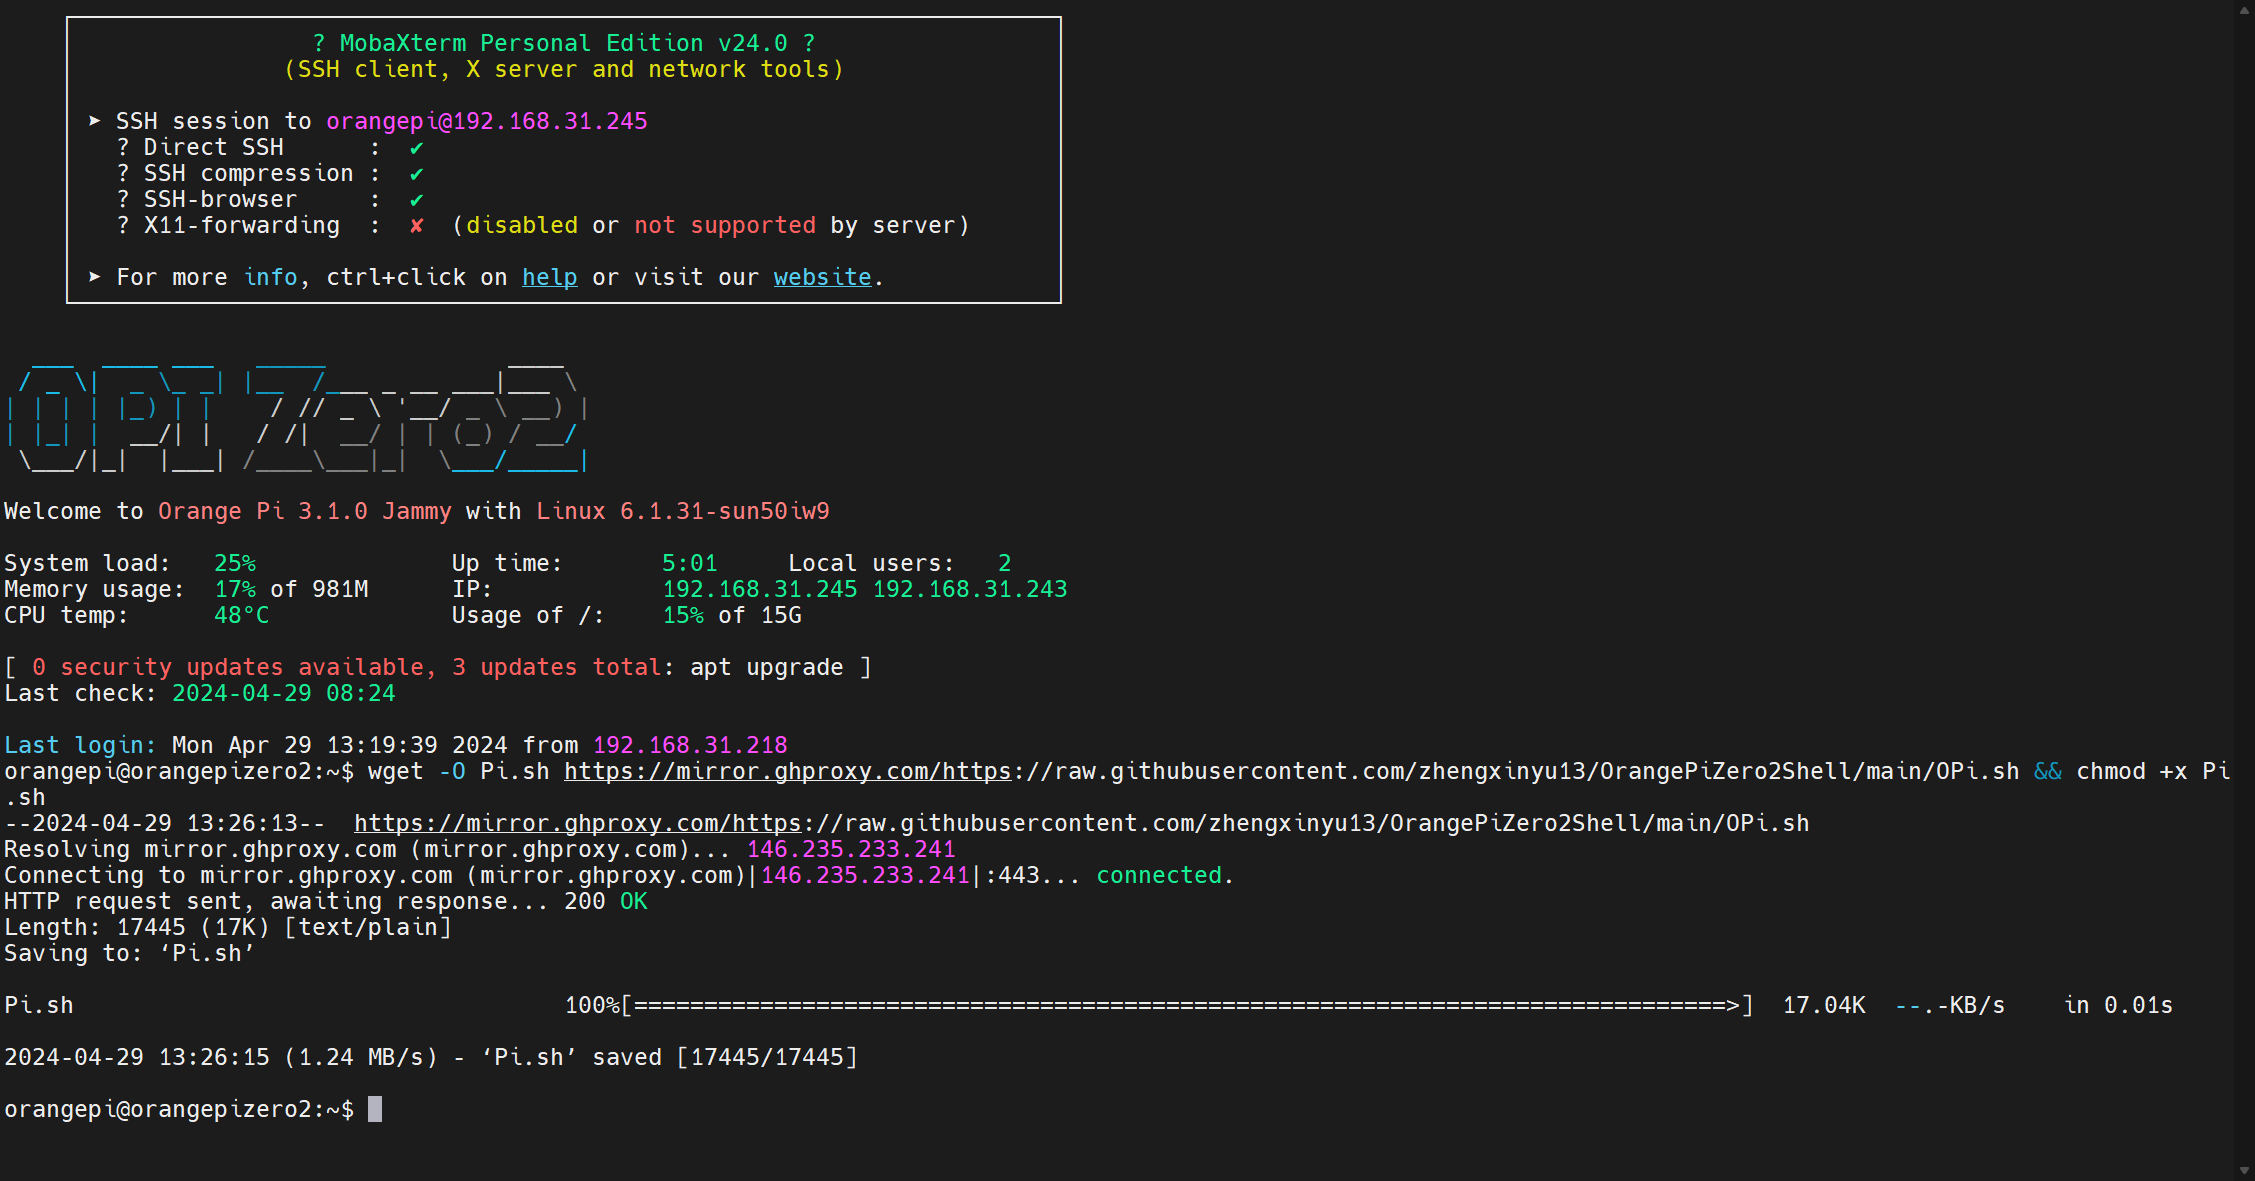 ? MobaXterm Personal Edition v24.0 ?
(SSH client, X server and network tools)
➤ SSH session to orangepi@192.168.31.245
? Direct SSH      :  ✔
? SSH compression :  ✔
? SSH-browser     :  ✔
? X11-forwarding  :  ✘  (disabled or not supported by server)
➤ For more info, ctrl+click on help or visit our website.
OPI Zero2
Welcome to Orange Pi 3.1.0 Jammy with Linux 6.1.31-sun50iw9
System load:   25%              Up time:       5:01     Local users:   2
Memory usage:  17% of 981M      IP:            192.168.31.245 192.168.31.243
CPU temp:      48°C             Usage of /:    15% of 15G
[ 0 security updates available, 3 updates total: apt upgrade ]
Last check: 2024-04-29 08:24
Last login: Mon Apr 29 13:19:39 2024 from 192.168.31.218
orangepi@orangepizero2:~$ wget -O Pi.sh https://mirror.ghproxy.com/https://raw.githubusercontent.com/zhengxinyu13/OrangePiZero2Shell/main/OPi.sh && chmod +x Pi
.sh
--2024-04-29 13:26:13--  https://mirror.ghproxy.com/https://raw.githubusercontent.com/zhengxinyu13/OrangePiZero2Shell/main/OPi.sh
Resolving mirror.ghproxy.com (mirror.ghproxy.com)... 146.235.233.241
Connecting to mirror.ghproxy.com (mirror.ghproxy.com)|146.235.233.241|:443... connected.
HTTP request sent, awaiting response... 200 OK
Length: 17445 (17K) [text/plain]
Saving to: ‘Pi.sh’
Pi.sh                                   100%[==============================================================================>]  17.04K  --.-KB/s    in 0.01s
2024-04-29 13:26:15 (1.24 MB/s) - ‘Pi.sh’ saved [17445/17445]
orangepi@orangepizero2:~$